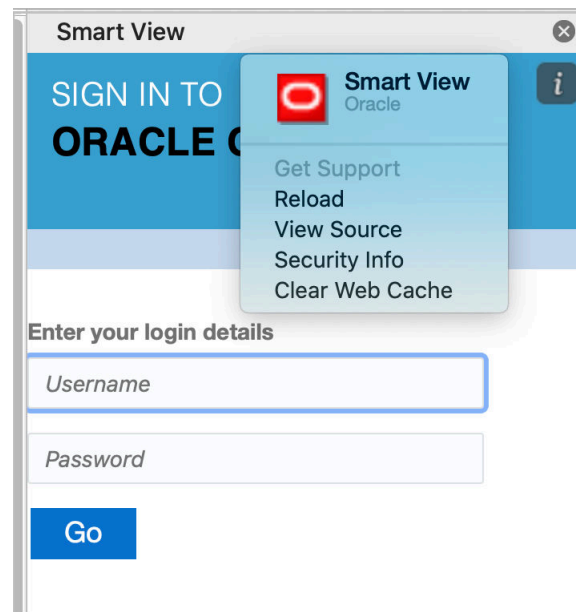 Smart View
SIGN IN TO
ORACLE
Smart View
Oracle
i
Get Support
Reload
View Source
Security Info
Clear Web Cache
Enter your login details
Username
Password
Go